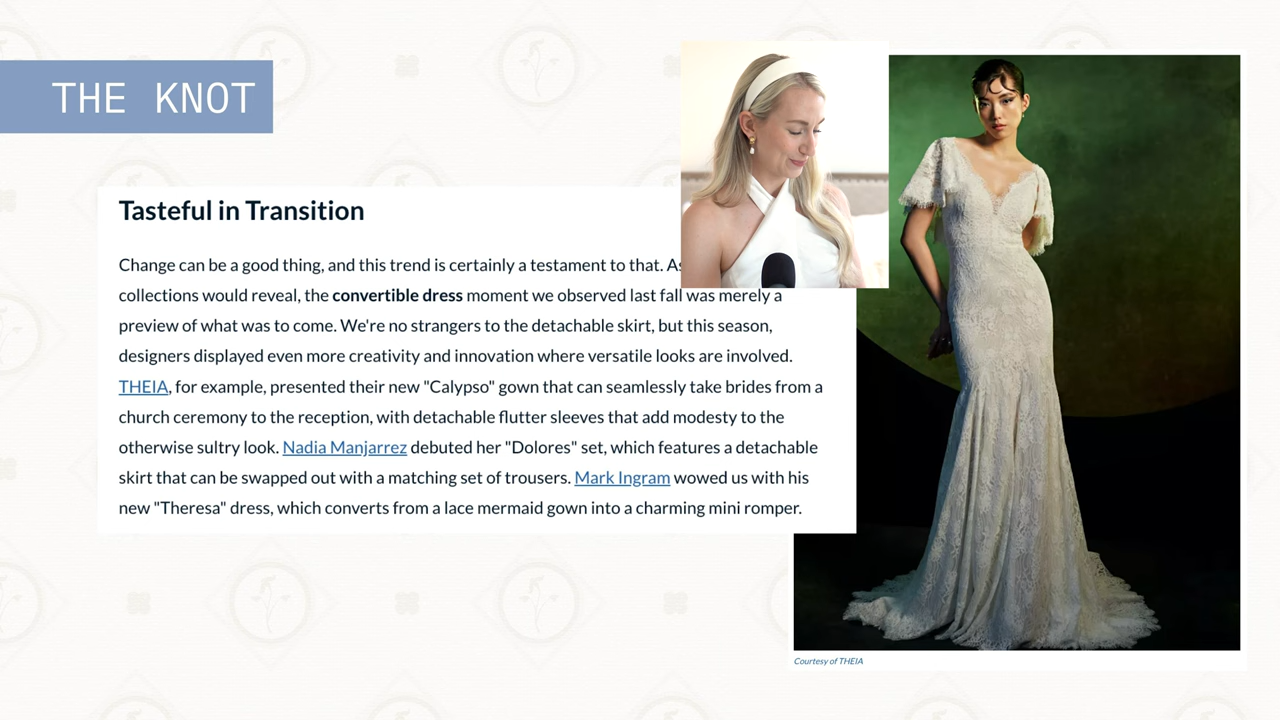 THE KNOT
Tasteful in Transition
Change can be a good thing, and this trend is certainly a testament to that. As
collections would reveal, the convertible dress moment we observed last fall was merely a
preview of what was to come. We're no strangers to the detachable skirt, but this season,
designers displayed even more creativity and innovation where versatile looks are involved.
THEIA, for example, presented their new "Calypso" gown that can seamlessly take brides from a
church ceremony to the reception, with detachable flutter sleeves that add modesty to the
otherwise sultry look. Nadia Manjarrez debuted her "Dolores" set, which features a detachable
skirt that can be swapped out with a matching set of trousers. Mark Ingram wowed us with his
new "Theresa" dress, which converts from a lace mermaid gown into a charming mini romper.
Courtesy of THEIA